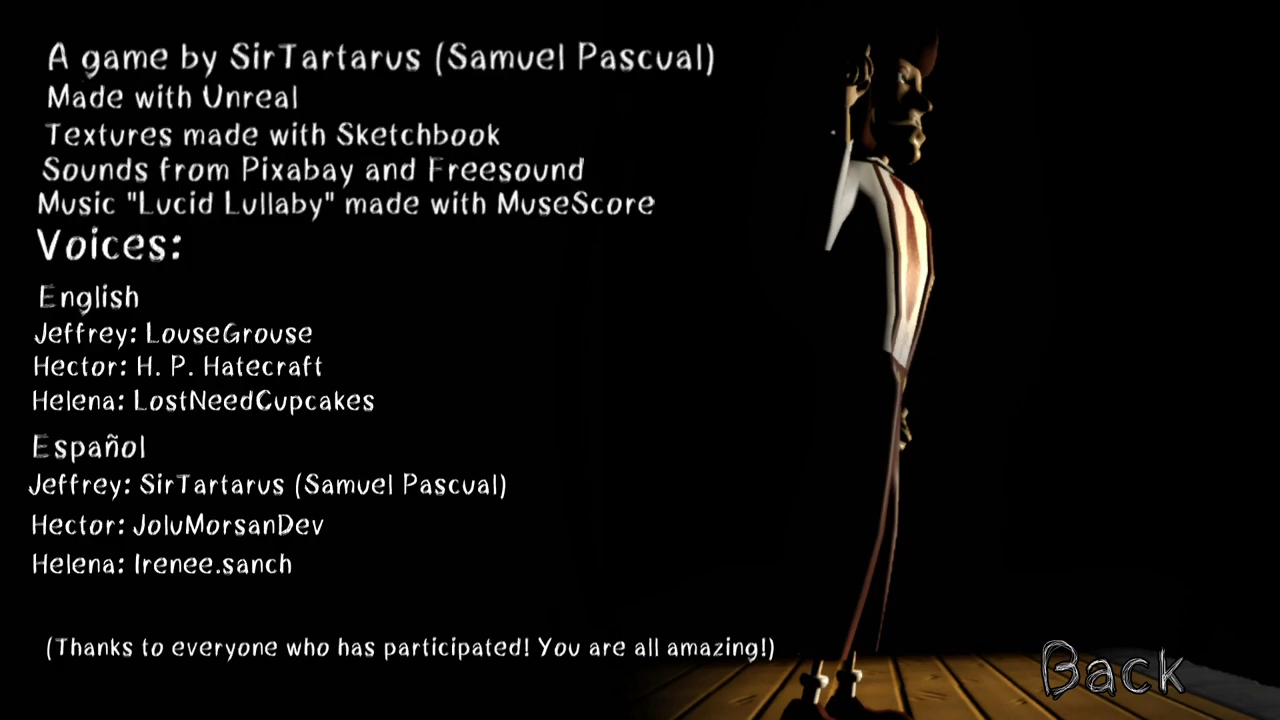 A game by SirTartarus (Samuel Pascual)
Made with Unreal
Textures made with Sketchbook
Sounds from Pixabay and Freesound
Music "Lucid Lullaby" made with MuseScore
Voices:
English
Jeffrey: LouseGrouse
Hector: H. P. Hatecraft
Helena: LostNeedCupcakes
Español
Jeffrey: SirTartarus (Samuel Pascual)
Hector: JoluMorsanDev
Helena: Irenee.sanch
(Thanks to everyone who has participated! You are all amazing!)
Back